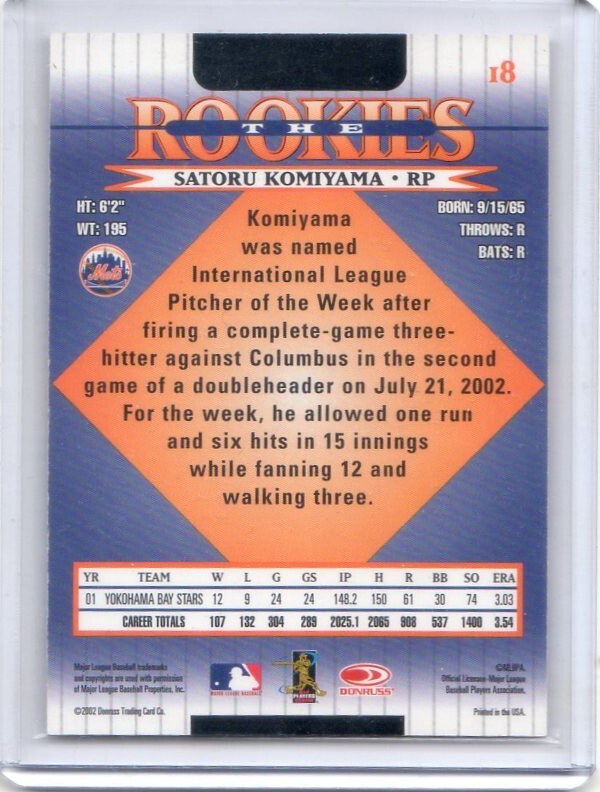 18
ROOKIES
THE
SATORU KOMIYAMA • RP
HT: 6'2"
WT: 195
BORN: 9/15/65
THROWS: R
BATS: R
Mets
Komiyama
was named
International League
Pitcher of the Week after
firing a complete-game three-
hitter against Columbus in the second
game of a doubleheader on July 21, 2002.
For the week, he allowed one run
and six hits in 15 innings
while fanning 12 and
walking three.
YR TEAM W L G GS IP H R BB SO ERA
01 YOKOHAMA BAY STARS 12 9 24 24 148.2 150 61 30 74 3.03
CAREER TOTALS 107 132 304 289 2025.1 2065 908 537 1400 3.54
Major League Baseball trademarks
and copyrights are used with permission
of Major League Baseball Properties, Inc.
©2002 Donruss Trading Card Co.
MAJOR LEAGUE BASEBALL
PLAYERS
CHOICE
DONRUSS
©MLBPA.
Official Licensee-Major League
Baseball Players Association.
Printed in the USA.